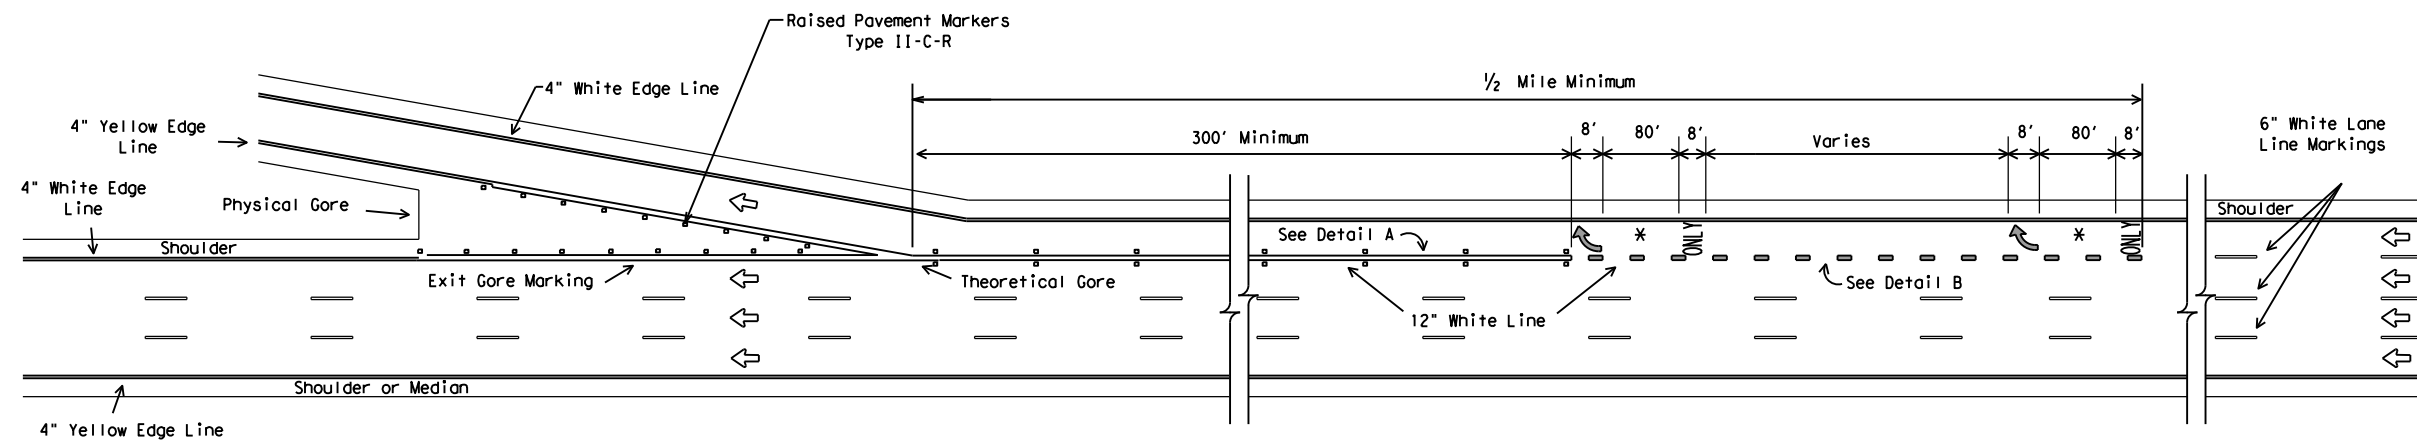 Raised Pavement Markers
Type II-C-R
4" White Edge Line
½ Mile Minimum
4" Yellow Edge
Line
300' Minimum
8'
80'
8'
Varies
8'
80'
8'
6" White Lane
Line Markings
4" White Edge
Line
Physical Gore
Shoulder
Shoulder
See Detail A
*
ONLY
*
ONLY
Exit Gore Marking
Theoretical Gore
See Detail B
12" White Line
Shoulder or Median
4" Yellow Edge Line